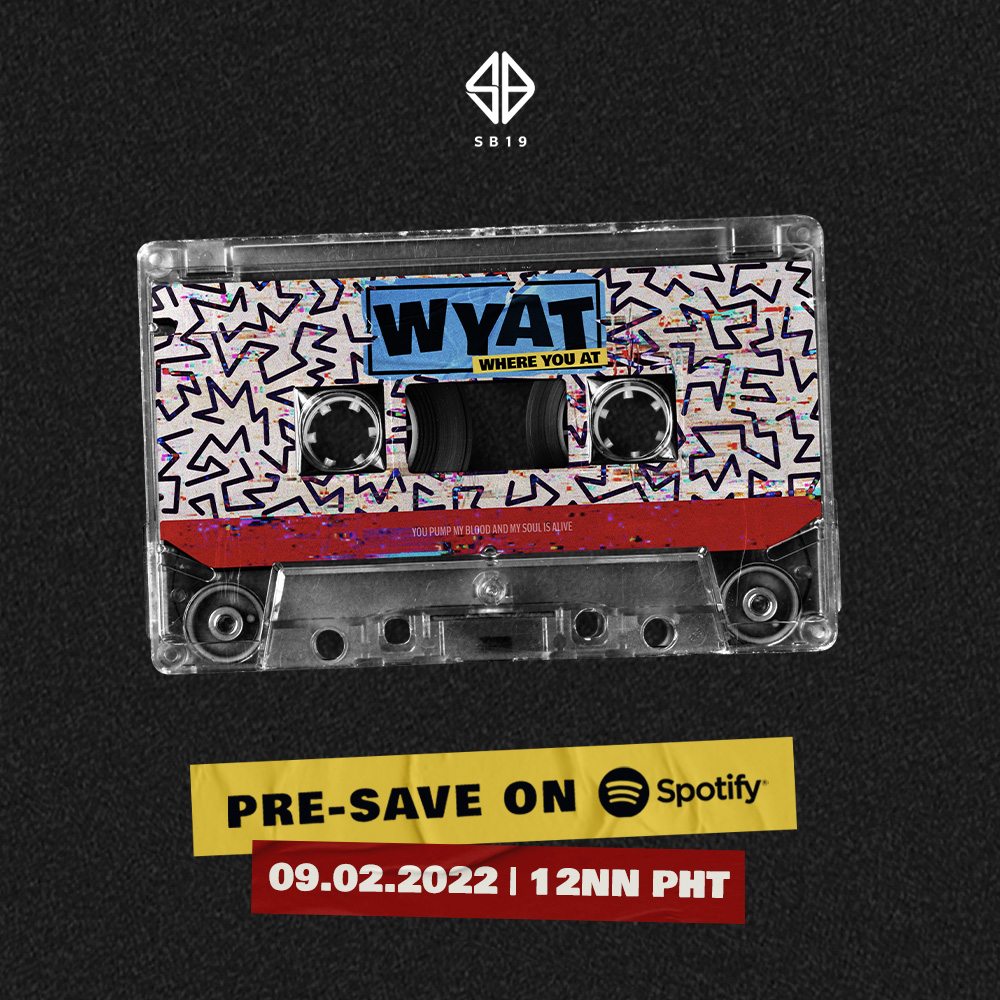 SB19
WYAT
WHERE YOU AT
YOU PUMP MY BLOOD AND MY SOUL IS ALIVE
PRE-SAVE ON Spotify
09.02.2022 | 12NN PHT